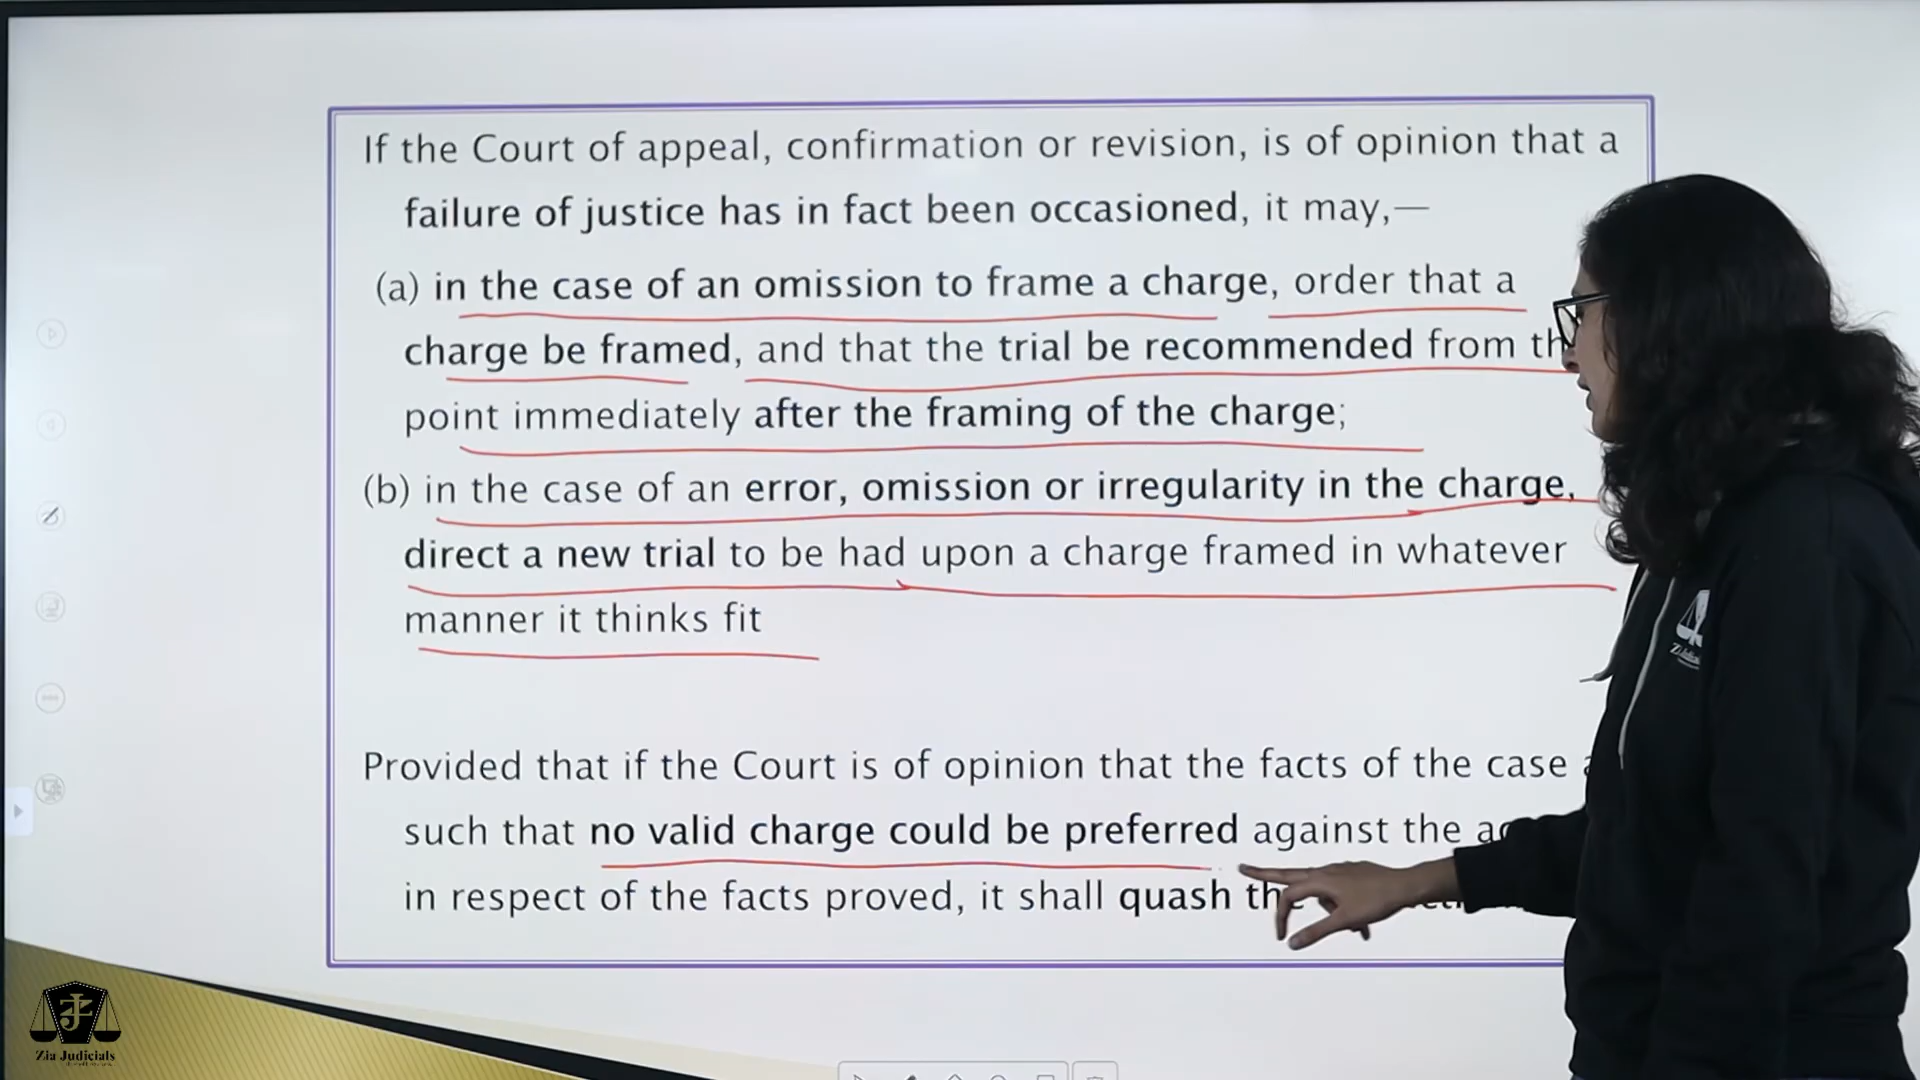 If the Court of appeal, confirmation or revision, is of opinion that a
failure of justice has in fact been occasioned, it may,—
(a) in the case of an omission to frame a charge, order that a
charge be framed, and that the trial be recommended from
point immediately after the framing of the charge;
(b) in the case of an error, omission or irregularity in the charge,
direct a new trial to be had upon a charge framed in whatever
manner it thinks fit
Provided that if the Court is of opinion that the facts of the case
such that no valid charge could be preferred against the
in respect of the facts proved, it shall quash
Zia Judicials